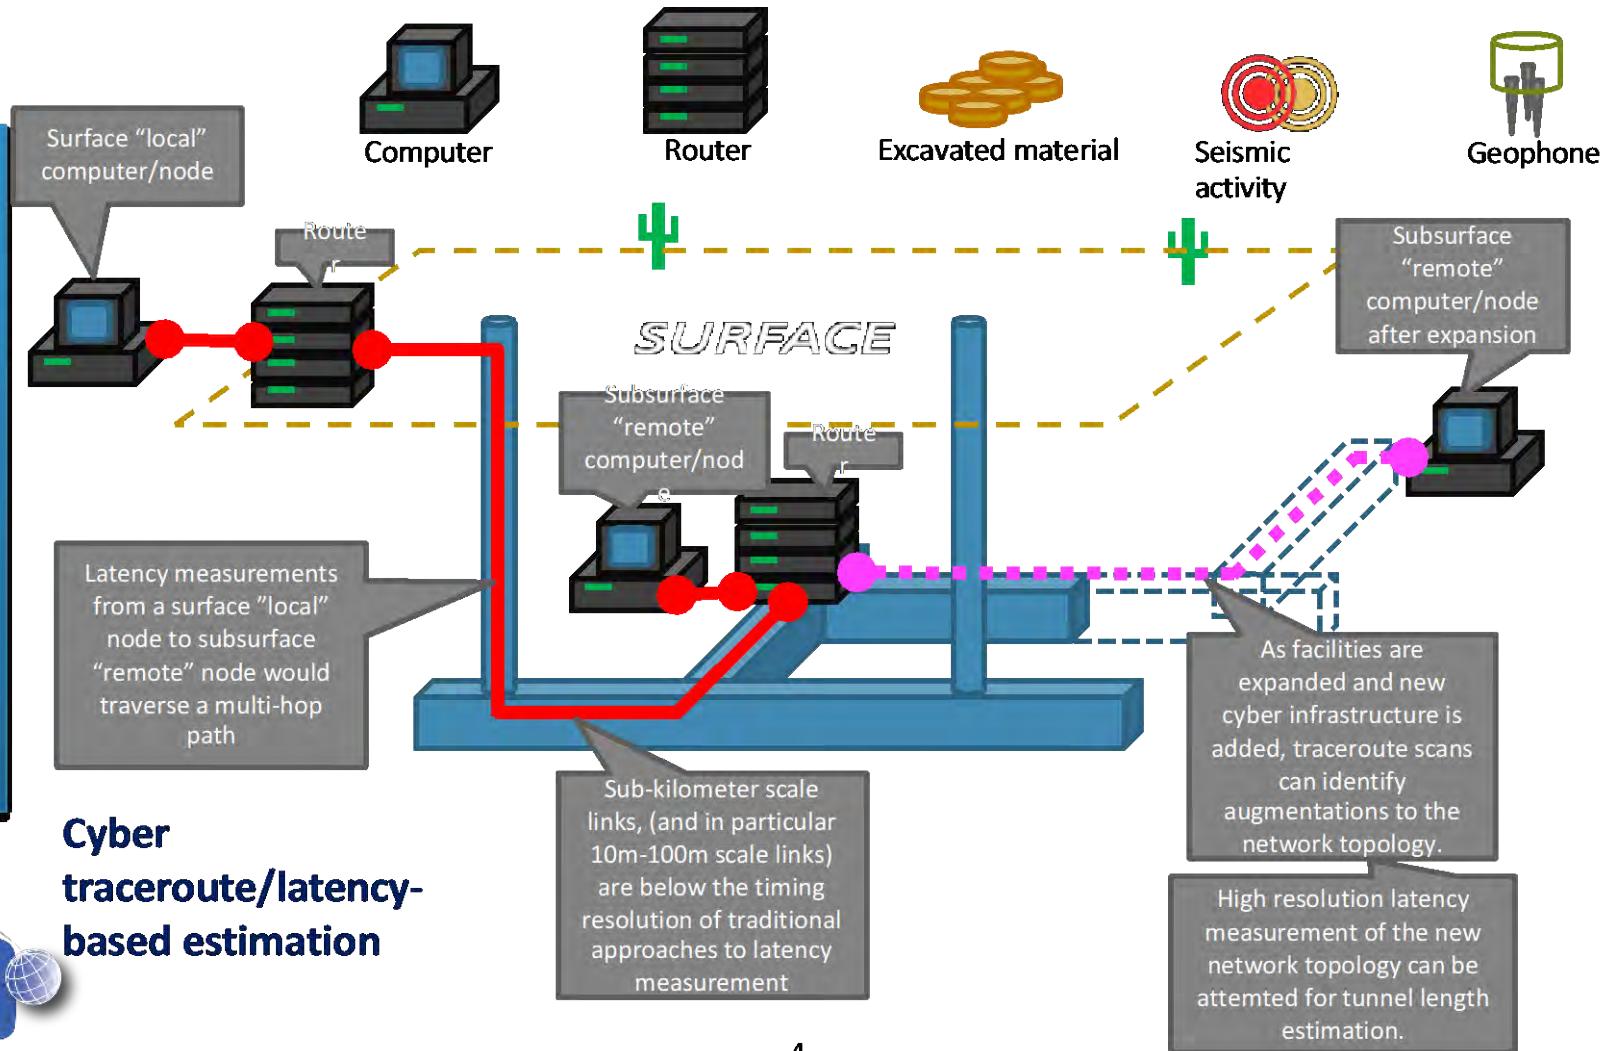 Computer
Router
Excavated material
Seismic
activity
Geophone
Surface “local”
computer/node
Route
r
SURFACE
Subsurface
“remote”
computer/node
after expansion
Subsurface
“remote”
computer/nod
e
Route
r
Latency measurements
from a surface ”local”
node to subsurface
“remote” node would
traverse a multi-hop
path
As facilities are
expanded and new
cyber infrastructure is
added, traceroute scans
can identify
augmentations to the
network topology.
Sub-kilometer scale
links, (and in particular
10m-100m scale links)
are below the timing
resolution of traditional
approaches to latency
measurement
Cyber
traceroute/latency-
based estimation
High resolution latency
measurement of the new
network topology can be
attemted for tunnel length
estimation.
4